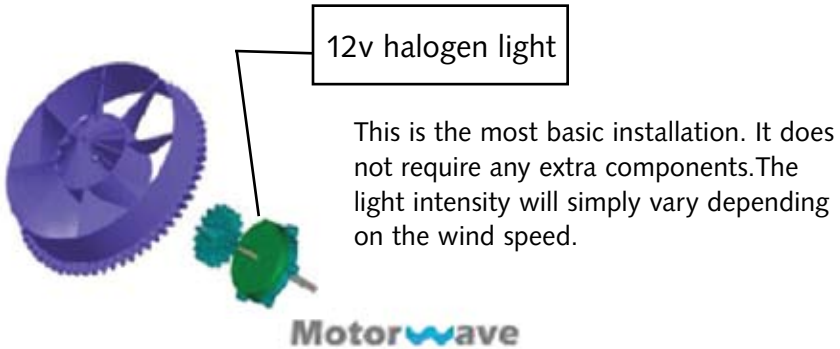 12v halogen light
This is the most basic installation. It does
not require any extra components.The
light intensity will simply vary depending
on the wind speed.
Motorwave